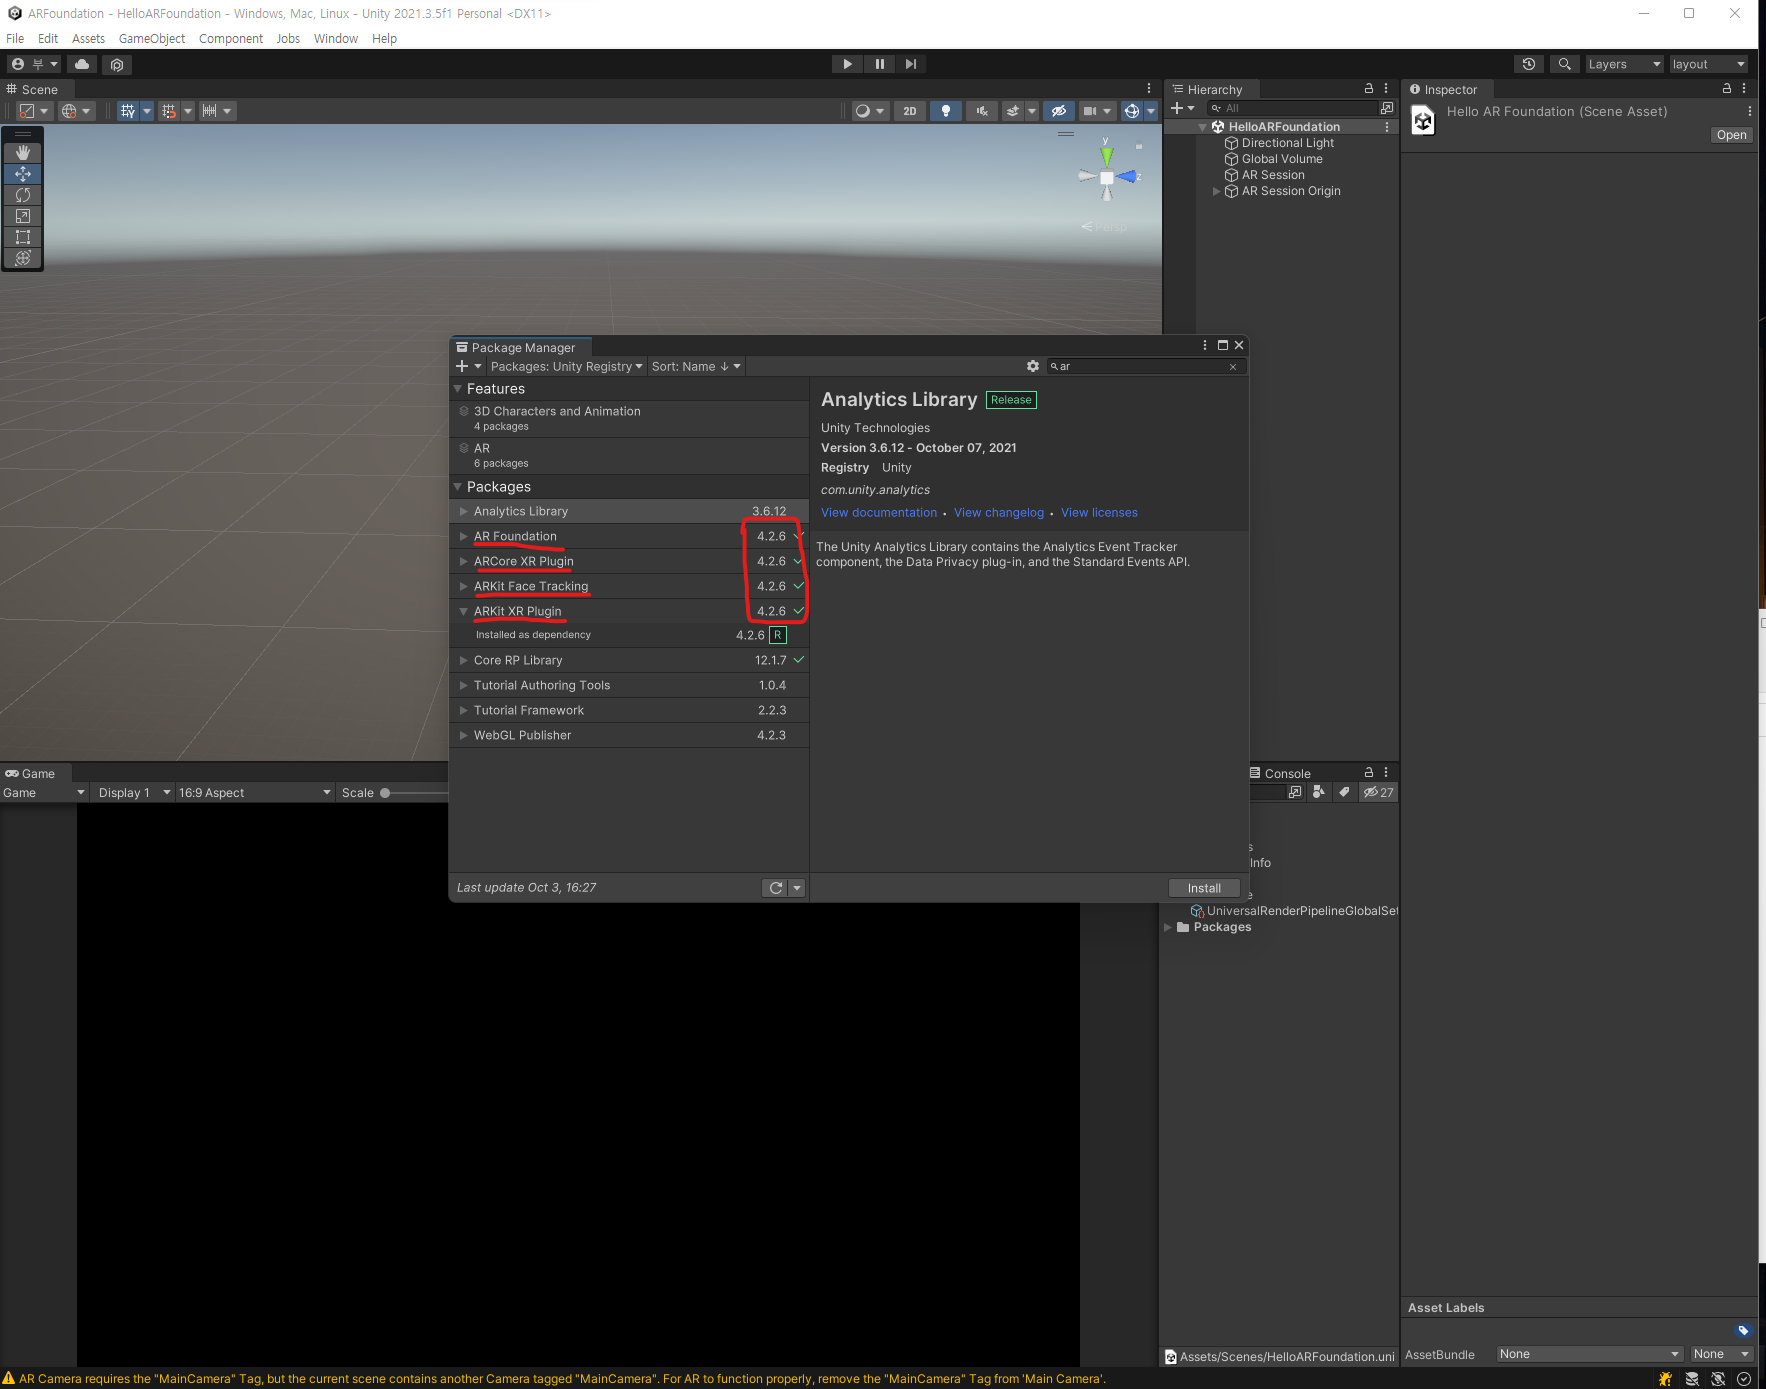 ARFoundation - HelloARFoundation - Windows, Mac, Linux - Unity 2021.3.5f1 Personal <DX11>
File Edit Assets GameObject Component Jobs Window Help
부
Layers
layout
Scene
2D
y
z
Persp
Hierarchy
All
HelloARFoundation
Directional Light
Global Volume
AR Session
AR Session Origin
Inspector
Hello AR Foundation (Scene Asset)
Open
Package Manager
Packages: Unity Registry
Sort: Name ↓
ar
Features
3D Characters and Animation
4 packages
AR
6 packages
Packages
Analytics Library 3.6.12
AR Foundation 4.2.6
ARCore XR Plugin 4.2.6
ARKit Face Tracking 4.2.6
ARKit XR Plugin 4.2.6
Installed as dependency 4.2.6 R
Core RP Library 12.1.7
Tutorial Authoring Tools 1.0.4
Tutorial Framework 2.2.3
WebGL Publisher 4.2.3
Last update Oct 3, 16:27
Analytics Library Release
Unity Technologies
Version 3.6.12 - October 07, 2021
Registry Unity
com.unity.analytics
View documentation • View changelog • View licenses
The Unity Analytics Library contains the Analytics Event Tracker
component, the Data Privacy plug-in, and the Standard Events API.
Install
Game
Game Display 1 16:9 Aspect Scale
Console
27
s
Info
e
UniversalRenderPipelineGlobalSet
Packages
Assets/Scenes/HelloARFoundation.uni
Asset Labels
AssetBundle None None
AR Camera requires the "MainCamera" Tag, but the current scene contains another Camera tagged "MainCamera". For AR to function properly, remove the "MainCamera" Tag from 'Main Camera'.